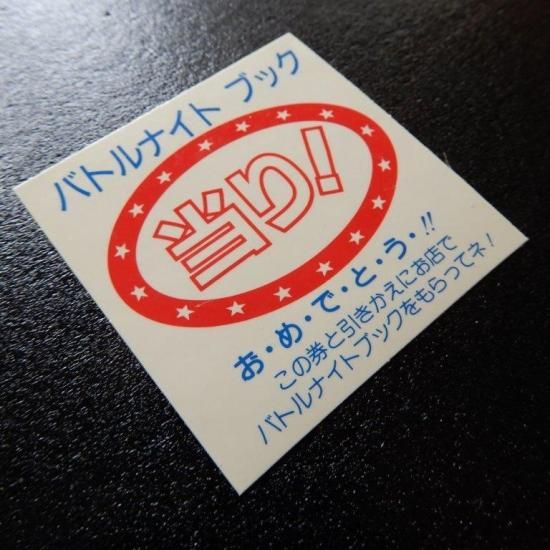 バトルナイト ブック
当り!
お・め・で・と・う・!!
この券と引きかえにお店で
バトルナイトブックをもらってネ!